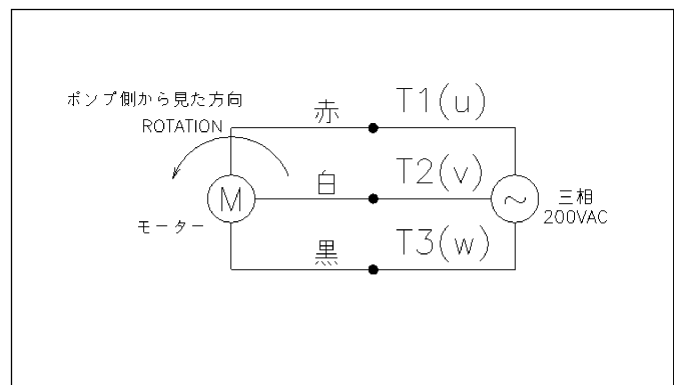 ポンプ側から見た方向
ROTATION
赤
T1(u)
白
T2(v)
M
三相
200VAC
モーター
黒
T3(w)